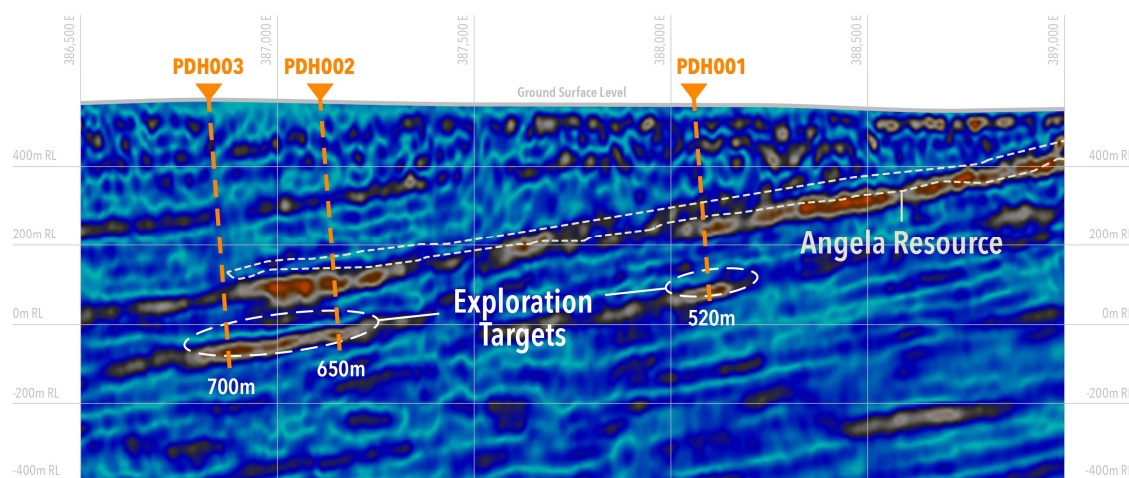 386,500 E
387,000 E
387,500 E
388,000 E
388,500 E
389,000 E
PDH003
PDH002
PDH001
Ground Surface Level
400m RL
400m RL
200m RL
200m RL
Angela Resource
Exploration
Targets
0m RL
0m RL
520m
650m
700m
-200m RL
-200m RL
-400m RL
-400m RL